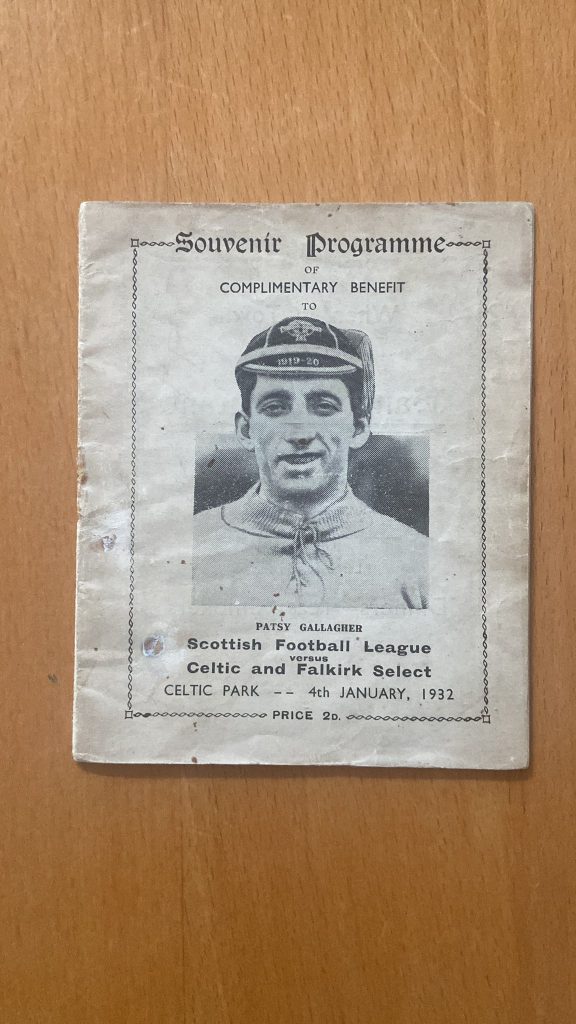 Souvenir Programme
OF
COMPLIMENTARY BENEFIT
TO
1919-20
PATSY GALLAGHER
Scottish Football League
versus
Celtic and Falkirk Select
CELTIC PARK -- 4th JANUARY, 1932
PRICE 2D.